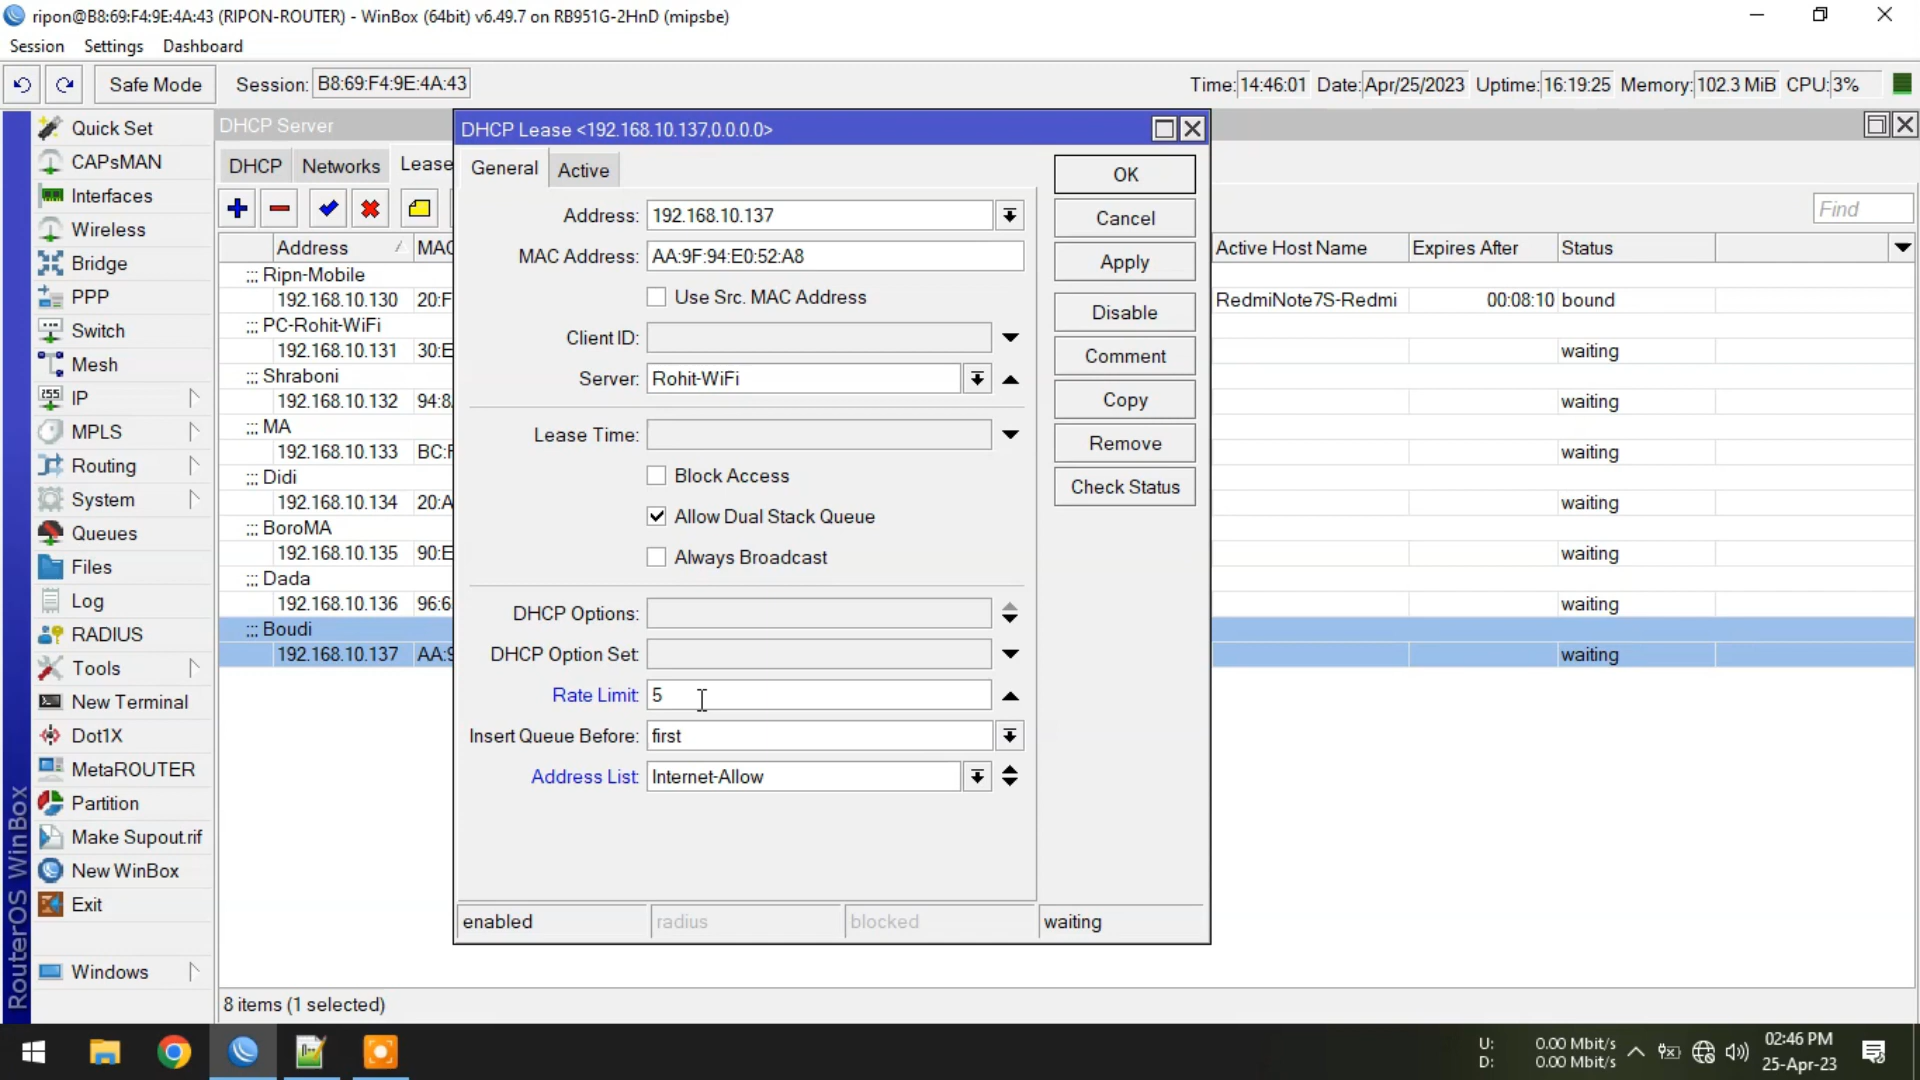 ripon@B8:69:F4:9E:4A:43 (RIPON-ROUTER) - WinBox (64bit) v6.49.7 on RB951G-2HnD (mipsbe)
Session Settings Dashboard
Safe Mode Session: B8:69:F4:9E:4A:43 Time: 14:46:01 Date: Apr/25/2023 Uptime: 16:19:25 Memory: 102.3 MiB CPU: 3%
Quick Set
CAPsMAN
Interfaces
Wireless
Bridge
PPP
Switch
Mesh
IP
MPLS
Routing
System
Queues
Files
Log
RADIUS
Tools
New Terminal
Dot1X
MetaROUTER
Partition
Make Supout.rif
New WinBox
Exit
Windows
RouterOS WinBox
DHCP Server
DHCP Networks Lease
Find
Address MAC Active Host Name Expires After Status
;;; Ripn-Mobile
192.168.10.130 20:F RedmiNote7S-Redmi 00:08:10 bound
;;; PC-Rohit-WiFi
192.168.10.131 30:E waiting
;;; Shraboni
192.168.10.132 94:8 waiting
;;; MA
192.168.10.133 BC:F waiting
;;; Didi
192.168.10.134 20:A waiting
;;; BoroMA
192.168.10.135 90:E waiting
;;; Dada
192.168.10.136 96:6 waiting
;;; Boudi
192.168.10.137 AA:9 waiting
8 items (1 selected)
DHCP Lease <192.168.10.137,0.0.0.0>
General Active
Address: 192.168.10.137
MAC Address: AA:9F:94:E0:52:A8
Use Src. MAC Address
Client ID:
Server: Rohit-WiFi
Lease Time:
Block Access
Allow Dual Stack Queue
Always Broadcast
DHCP Options:
DHCP Option Set:
Rate Limit: 5
Insert Queue Before: first
Address List: Internet-Allow
OK
Cancel
Apply
Disable
Comment
Copy
Remove
Check Status
enabled radius blocked waiting
U: 0.00 Mbit/s
D: 0.00 Mbit/s
02:46 PM
25-Apr-23